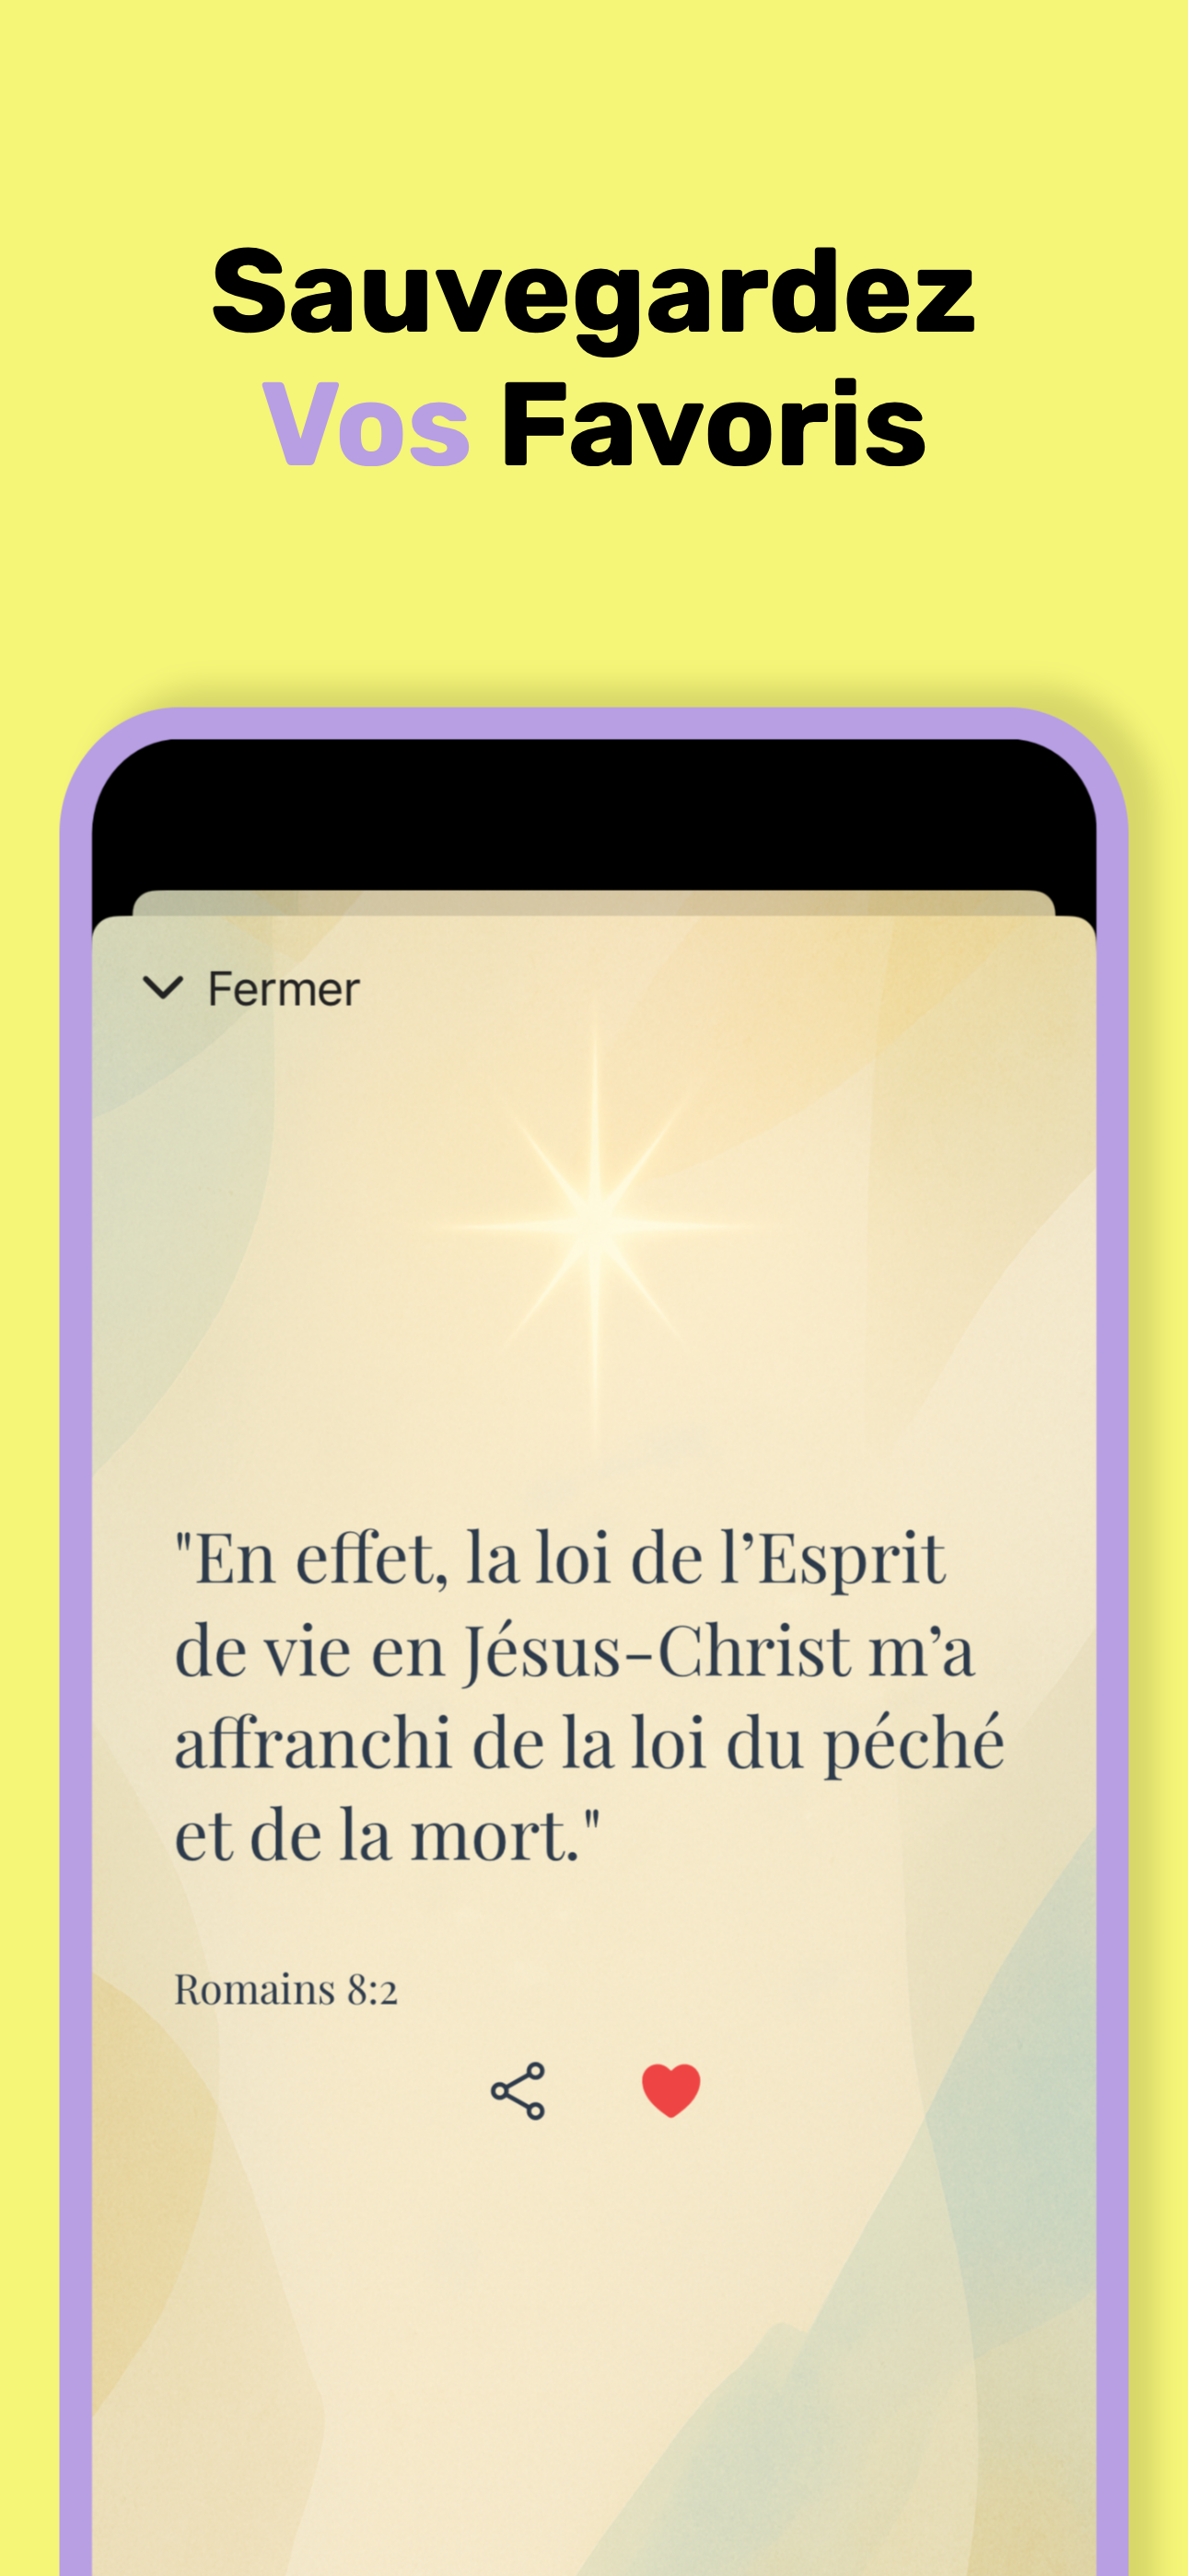 Sauvegardez
Vos Favoris
Fermer
"En effet, la loi de l’Esprit
de vie en Jésus-Christ m’a
affranchi de la loi du péché
et de la mort."
Romains 8:2